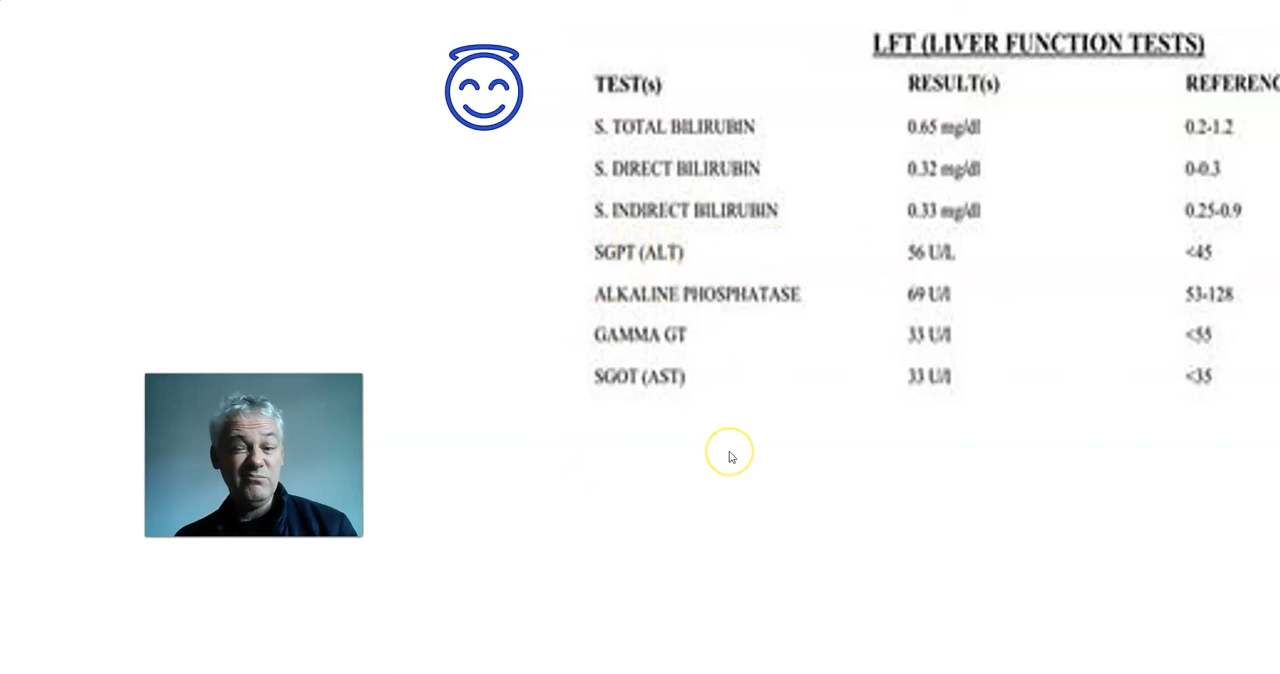 LFT (LIVER FUNCTION TESTS)
TEST(s) RESULT(s) REFERENC
S. TOTAL BILIRUBIN 0.65 mg/dl 0.2-1.2
S. DIRECT BILIRUBIN 0.32 mg/dl 0-0.3
S. INDIRECT BILIRUBIN 0.33 mg/dl 0.25-0.9
SGPT (ALT) 56 U/L <45
ALKALINE PHOSPHATASE 69 U/l 53-128
GAMMA GT 33 U/l <55
SGOT (AST) 33 U/l <35